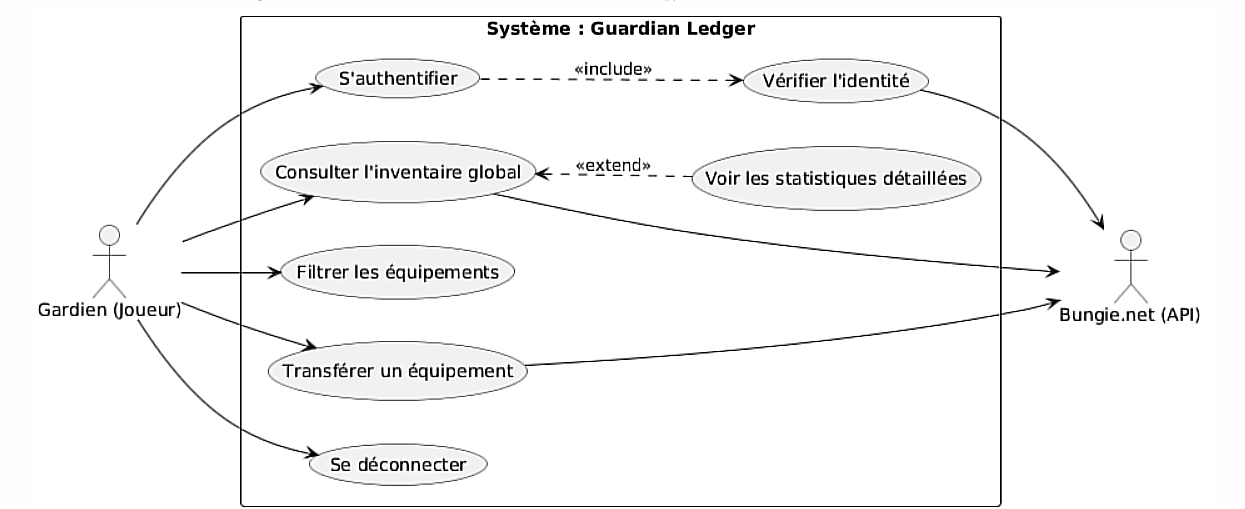 Système : Guardian Ledger
S'authentifier
«include»
Vérifier l'identité
Consulter l'inventaire global
«extend»
Voir les statistiques détaillées
Gardien (Joueur)
Filtrer les équipements
Bungie.net (API)
Transférer un équipement
Se déconnecter